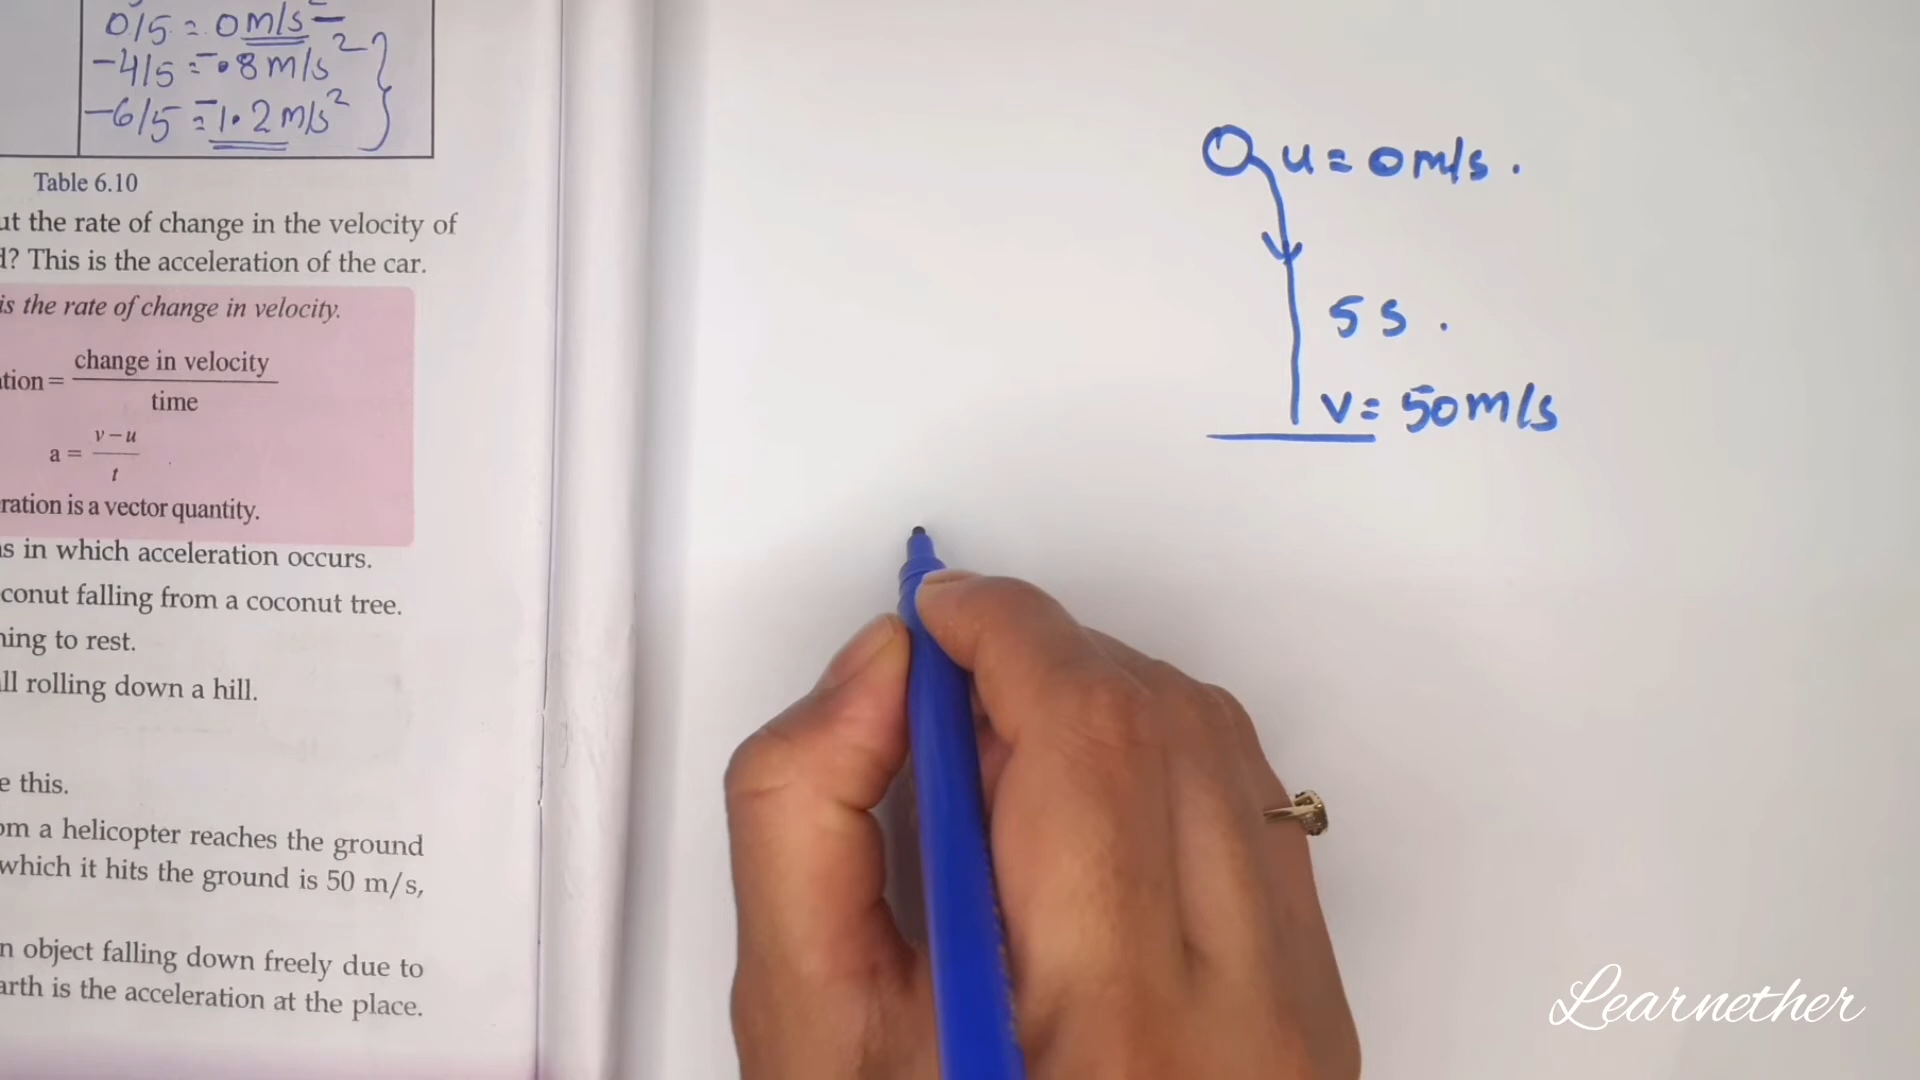 0/5 = 0 m/s
-4/5 = -.8 m/s²
-6/5 = -1.2 m/s²
Table 6.10
ut the rate of change in the velocity of
d? This is the acceleration of the car.
is the rate of change in velocity.
tion = change in velocity
time
a = v – u
t
ration is a vector quantity.
s in which acceleration occurs.
conut falling from a coconut tree.
ing to rest.
ll rolling down a hill.
e this.
om a helicopter reaches the ground
which it hits the ground is 50 m/s,
n object falling down freely due to
arth is the acceleration at the place.
u = 0 m/s.
5 s.
v = 50 m/s
Learnether